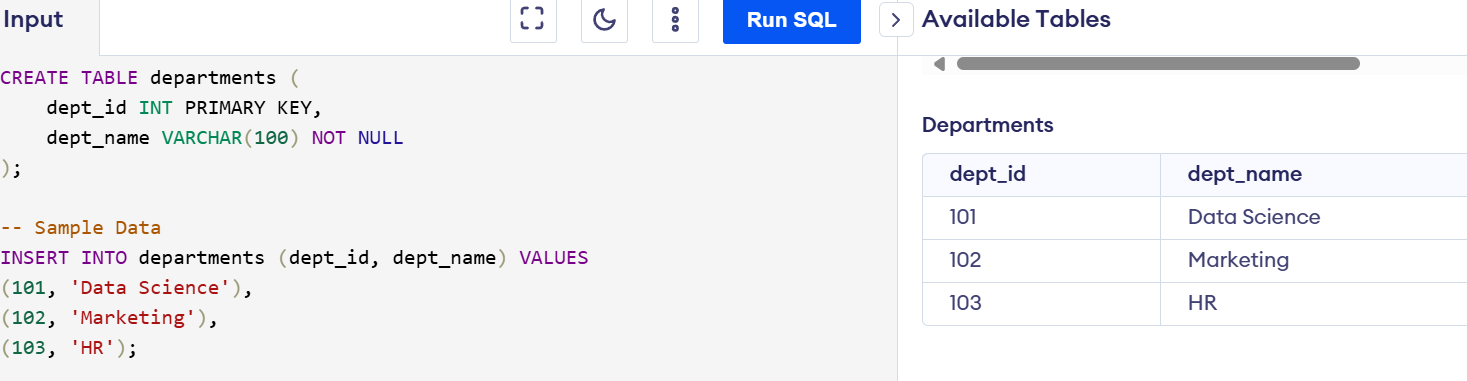 Input
Run SQL
Available Tables
CREATE TABLE departments (
    dept_id INT PRIMARY KEY,
    dept_name VARCHAR(100) NOT NULL
);
-- Sample Data
INSERT INTO departments (dept_id, dept_name) VALUES
(101, 'Data Science'),
(102, 'Marketing'),
(103, 'HR');
Departments
dept_id dept_name
101 Data Science
102 Marketing
103 HR